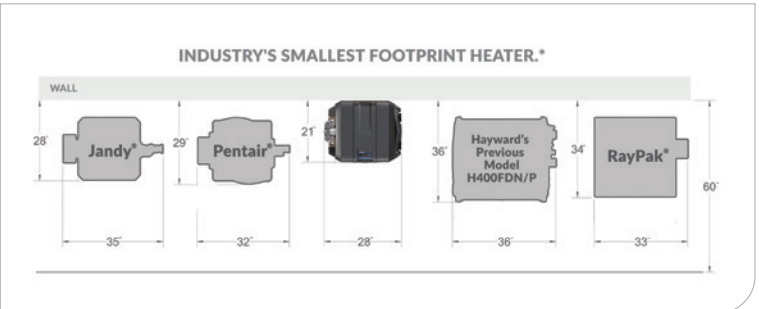 INDUSTRY'S SMALLEST FOOTPRINT HEATER.*
WALL
28"
Jandy®
35"
29"
Pentair®
32"
21"
28"
36"
Hayward's
Previous
Model
H400FDN/P
36"
34"
RayPak®
33"
60"